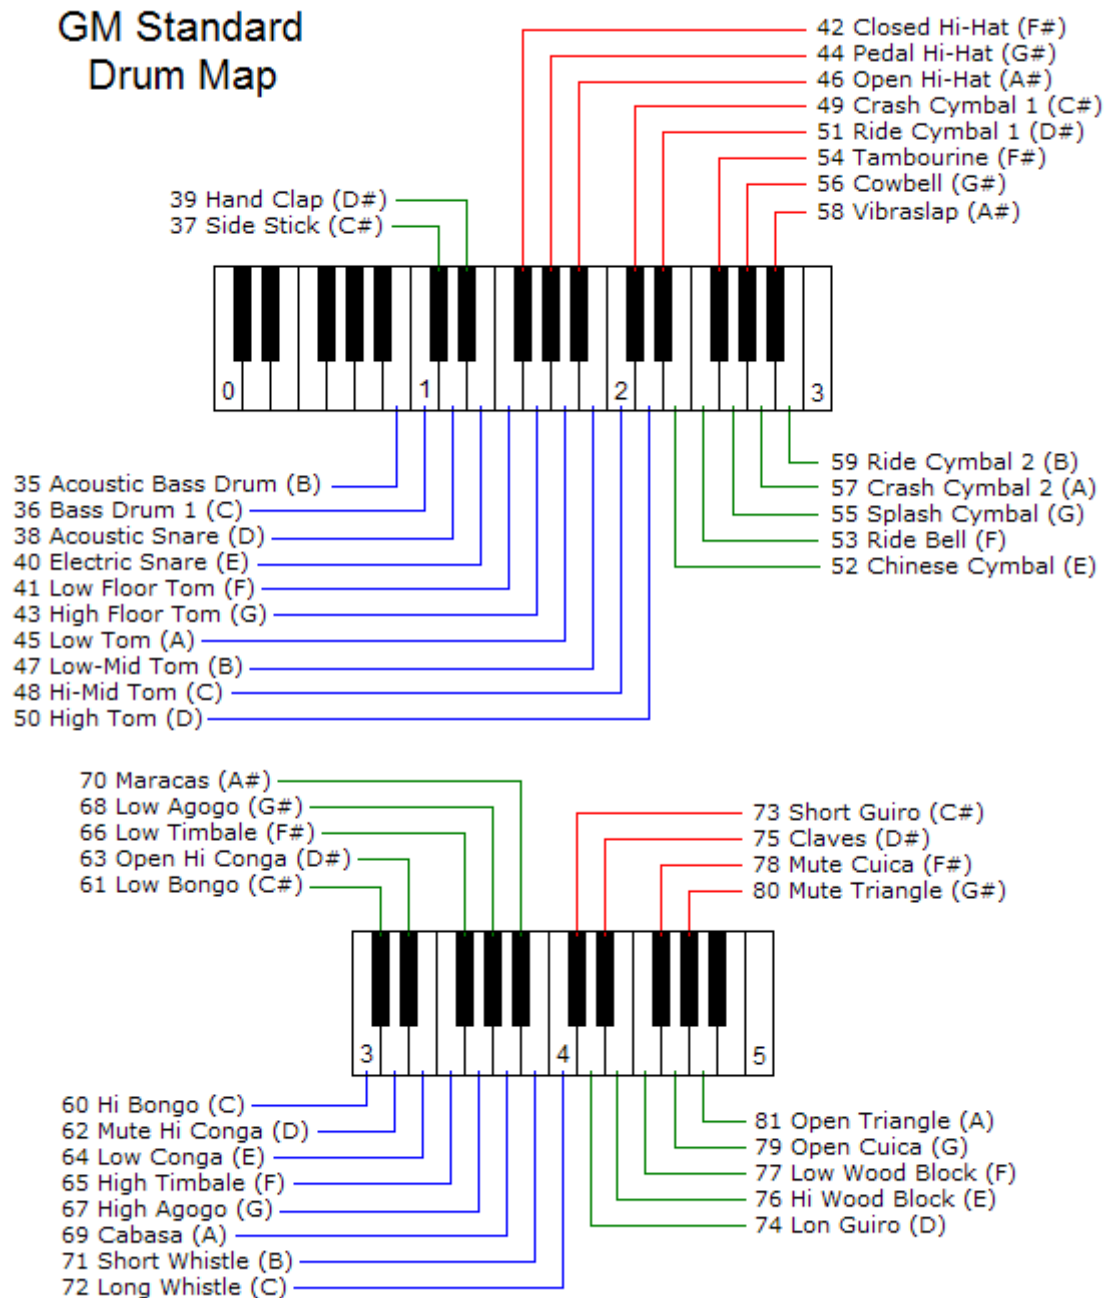 GM Standard
Drum Map
42 Closed Hi-Hat (F#)
44 Pedal Hi-Hat (G#)
46 Open Hi-Hat (A#)
49 Crash Cymbal 1 (C#)
51 Ride Cymbal 1 (D#)
54 Tambourine (F#)
56 Cowbell (G#)
58 Vibraslap (A#)
39 Hand Clap (D#)
37 Side Stick (C#)
0 1 2 3
35 Acoustic Bass Drum (B)
36 Bass Drum 1 (C)
38 Acoustic Snare (D)
40 Electric Snare (E)
41 Low Floor Tom (F)
43 High Floor Tom (G)
45 Low Tom (A)
47 Low-Mid Tom (B)
48 Hi-Mid Tom (C)
50 High Tom (D)
59 Ride Cymbal 2 (B)
57 Crash Cymbal 2 (A)
55 Splash Cymbal (G)
53 Ride Bell (F)
52 Chinese Cymbal (E)
70 Maracas (A#)
68 Low Agogo (G#)
66 Low Timbale (F#)
63 Open Hi Conga (D#)
61 Low Bongo (C#)
73 Short Guiro (C#)
75 Claves (D#)
78 Mute Cuica (F#)
80 Mute Triangle (G#)
3 4 5
60 Hi Bongo (C)
62 Mute Hi Conga (D)
64 Low Conga (E)
65 High Timbale (F)
67 High Agogo (G)
69 Cabasa (A)
71 Short Whistle (B)
72 Long Whistle (C)
81 Open Triangle (A)
79 Open Cuica (G)
77 Low Wood Block (F)
76 Hi Wood Block (E)
74 Lon Guiro (D)